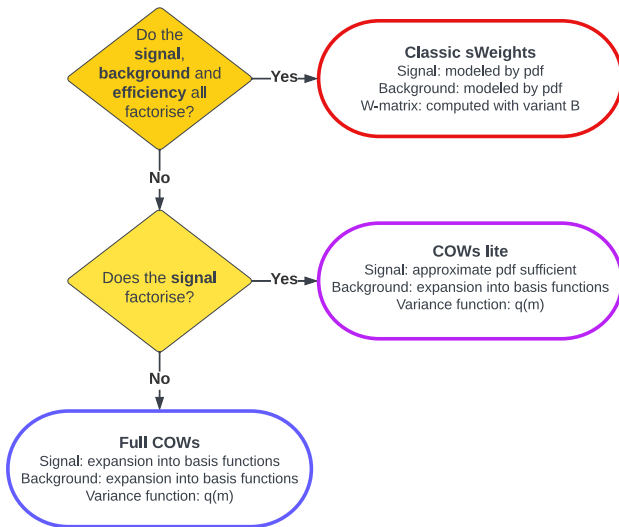 Do the
signal,
background and
efficiency all
factorise?
Yes
Classic sWeights
Signal: modeled by pdf
Background: modeled by pdf
W-matrix: computed with variant B
No
Does the signal
factorise?
Yes
COWs lite
Signal: approximate pdf sufficient
Background: expansion into basis functions
Variance function: q(m)
No
Full COWs
Signal: expansion into basis functions
Background: expansion into basis functions
Variance function: q(m)